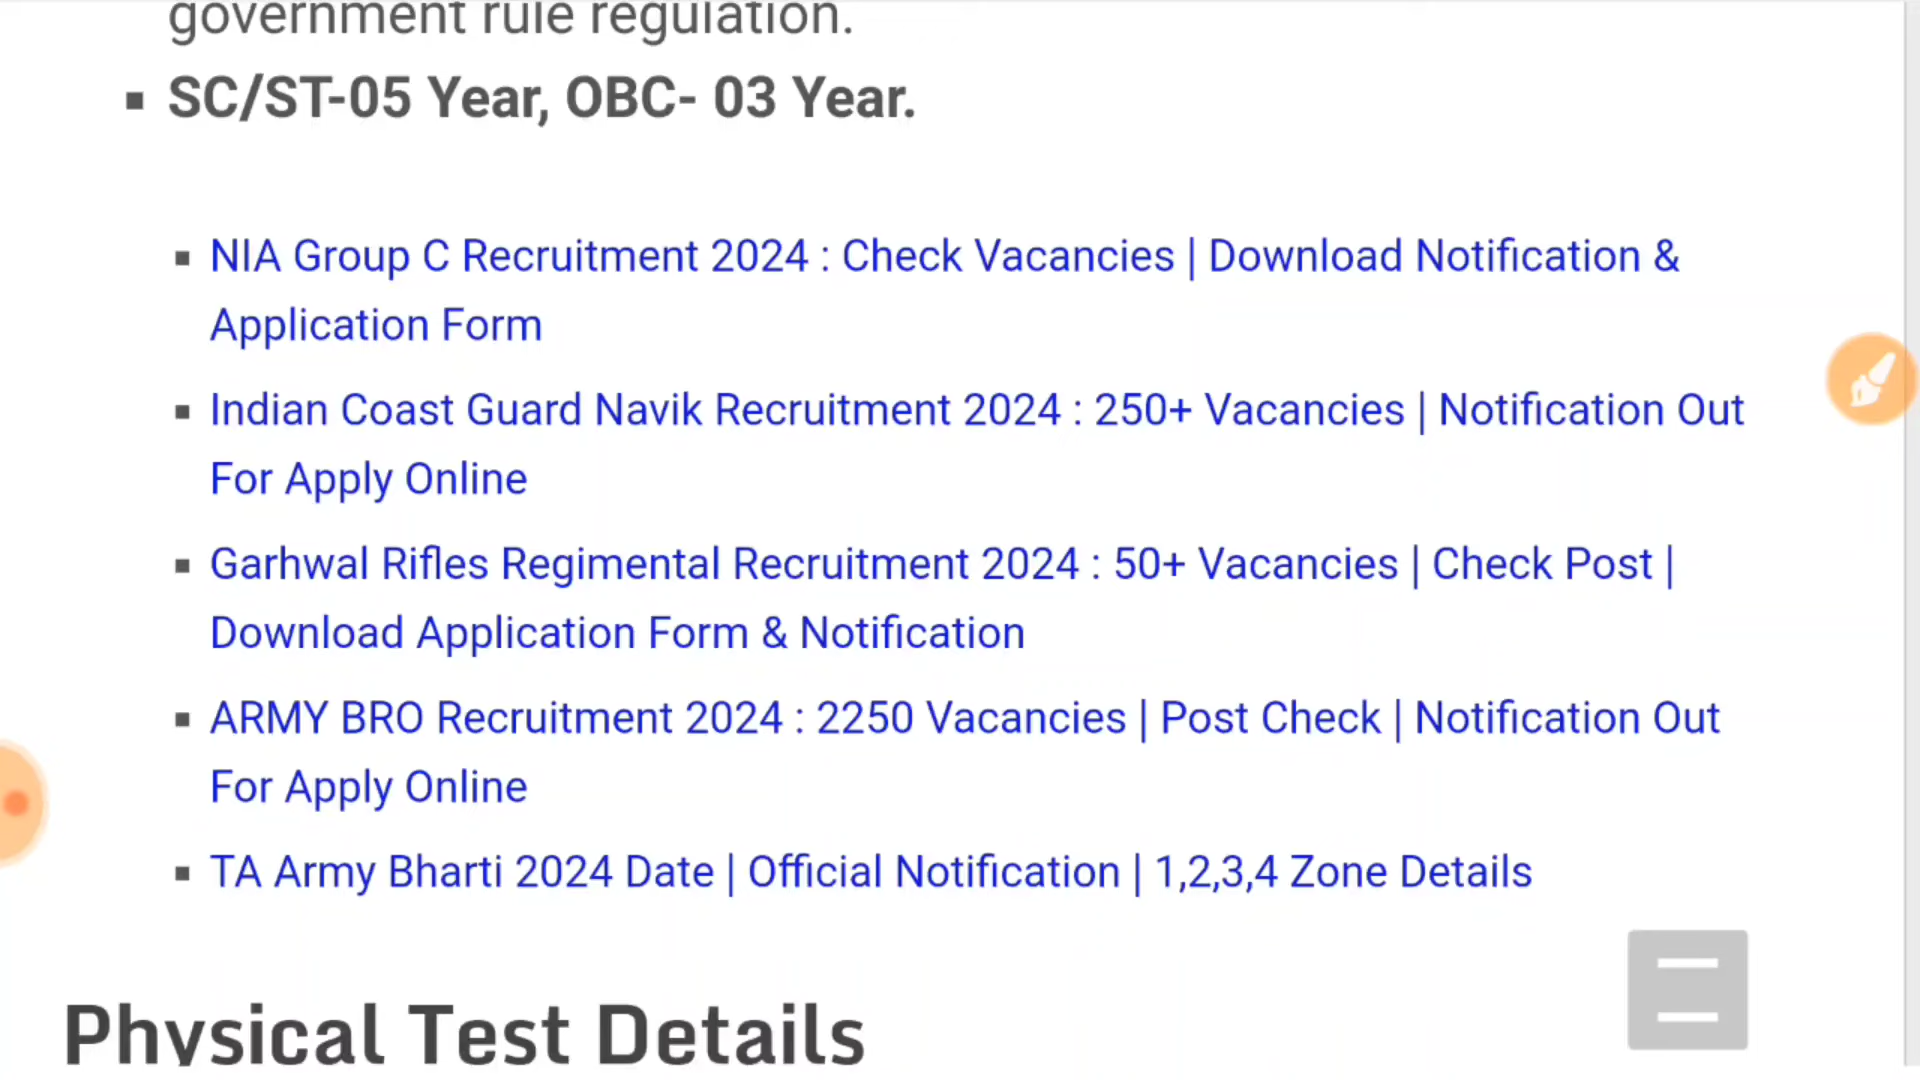 government rule regulation.
SC/ST-05 Year, OBC- 03 Year.
NIA Group C Recruitment 2024 : Check Vacancies | Download Notification &
Application Form
Indian Coast Guard Navik Recruitment 2024 : 250+ Vacancies | Notification Out
For Apply Online
Garhwal Rifles Regimental Recruitment 2024 : 50+ Vacancies | Check Post |
Download Application Form & Notification
ARMY BRO Recruitment 2024 : 2250 Vacancies | Post Check | Notification Out
For Apply Online
TA Army Bharti 2024 Date | Official Notification | 1,2,3,4 Zone Details
Physical Test Details